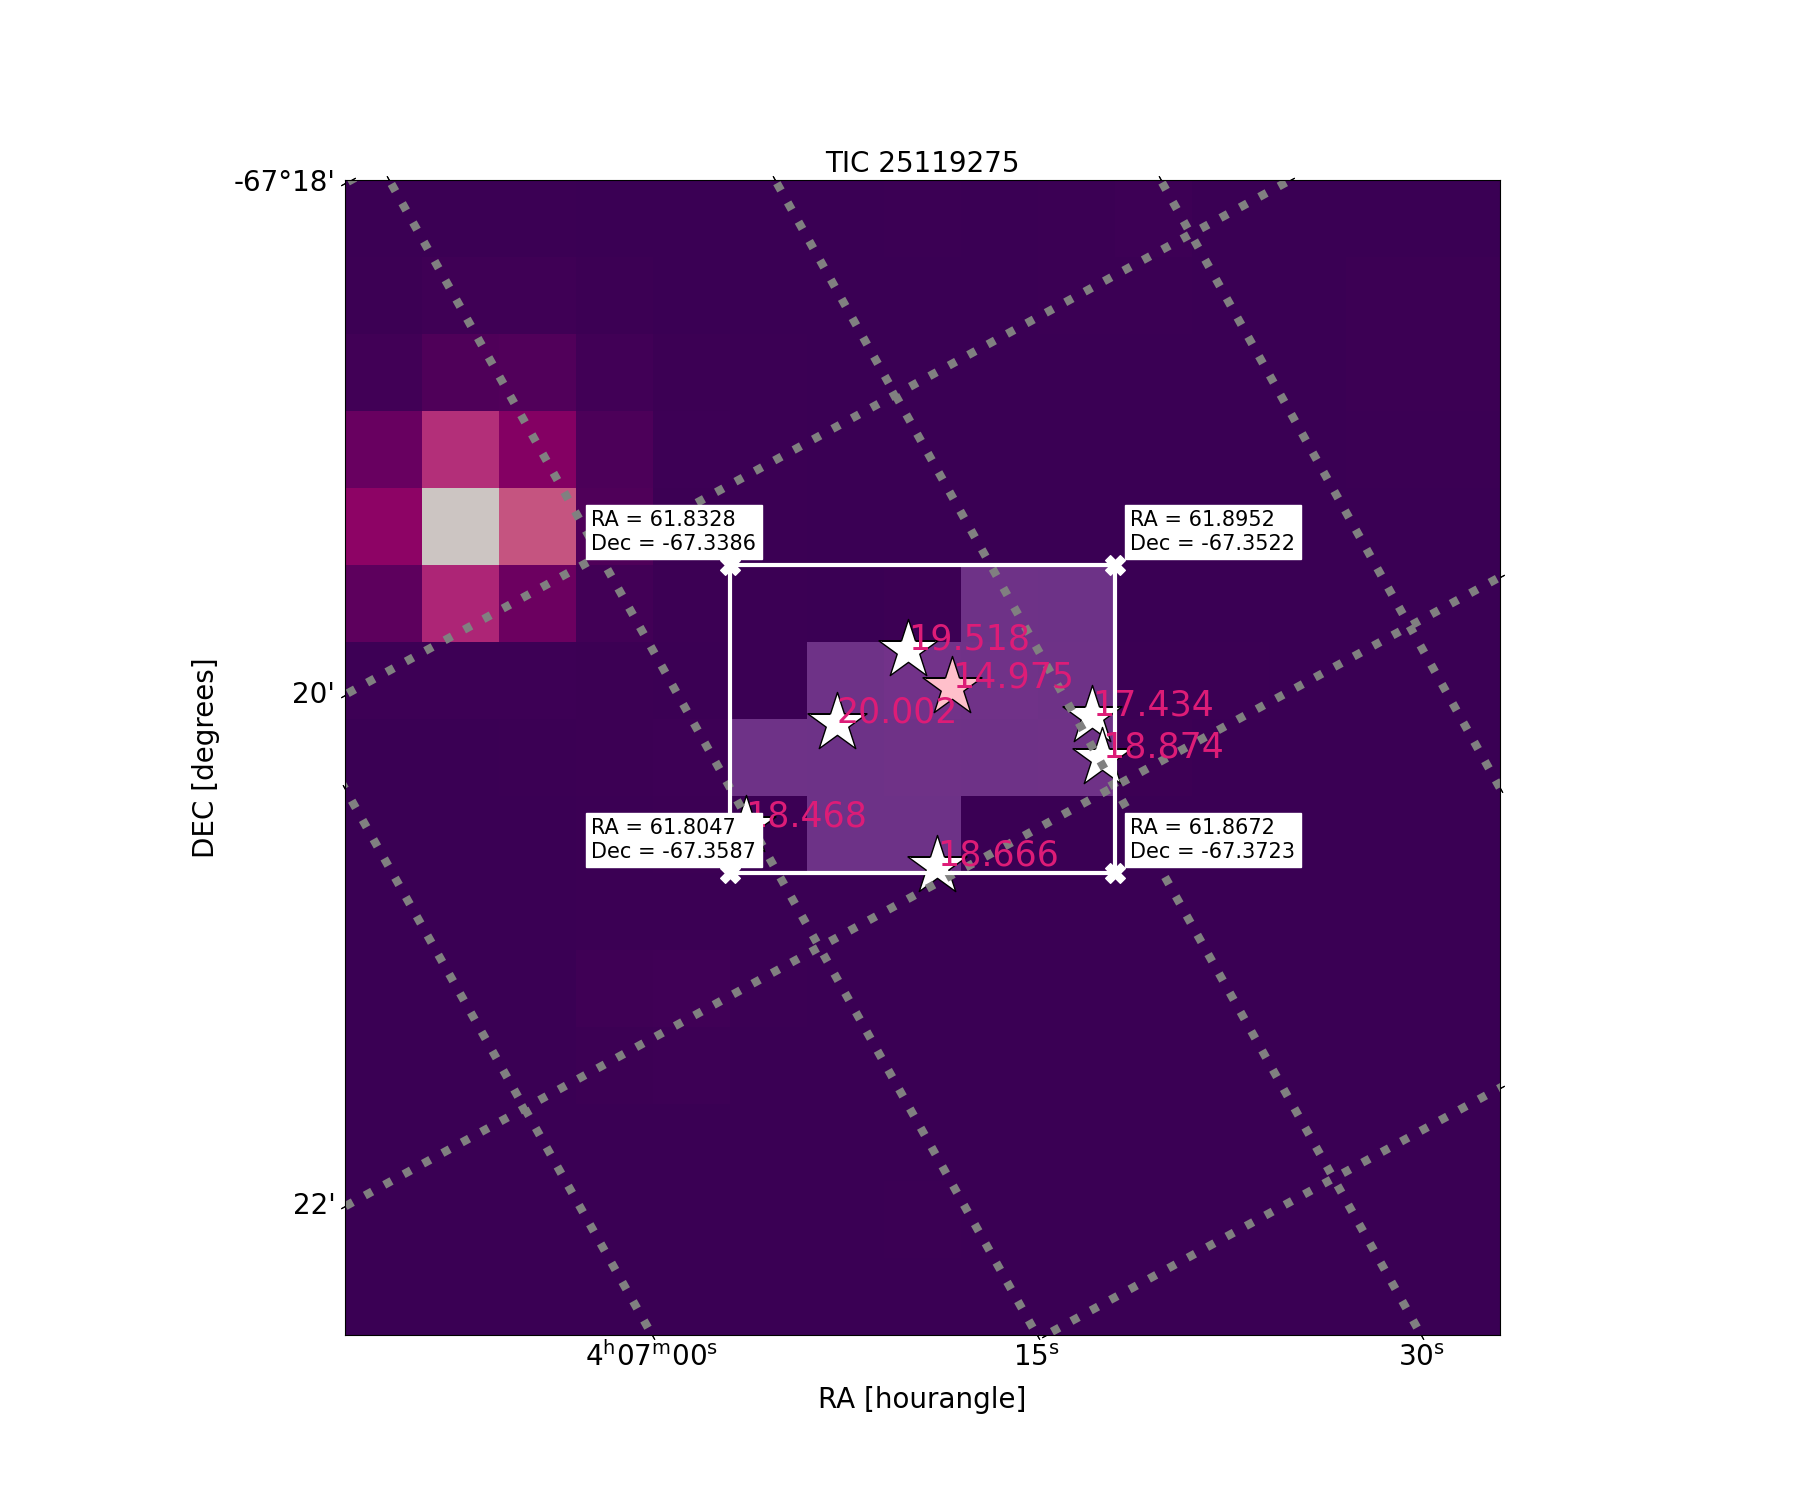 TIC 25119275
-67°18'
RA = 61.8328
Dec = -67.3386
RA = 61.8952
Dec = -67.3522
19.518
14.975
20'
20.002
17.434
18.874
DEC [degrees]
18.468
RA = 61.8047
Dec = -67.3587
RA = 61.8672
Dec = -67.3723
18.666
22'
4ʰ07ᵐ00ˢ
15ˢ
30ˢ
RA [hourangle]